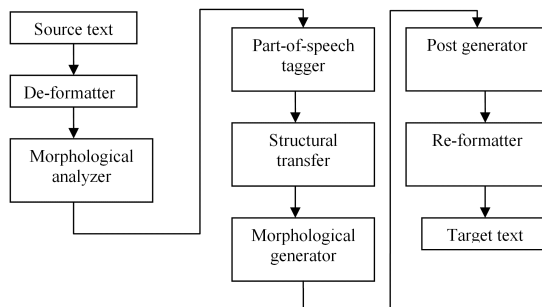 Source text
De-formatter
Morphological
analyzer
Part-of-speech
tagger
Structural
transfer
Morphological
generator
Post generator
Re-formatter
Target text